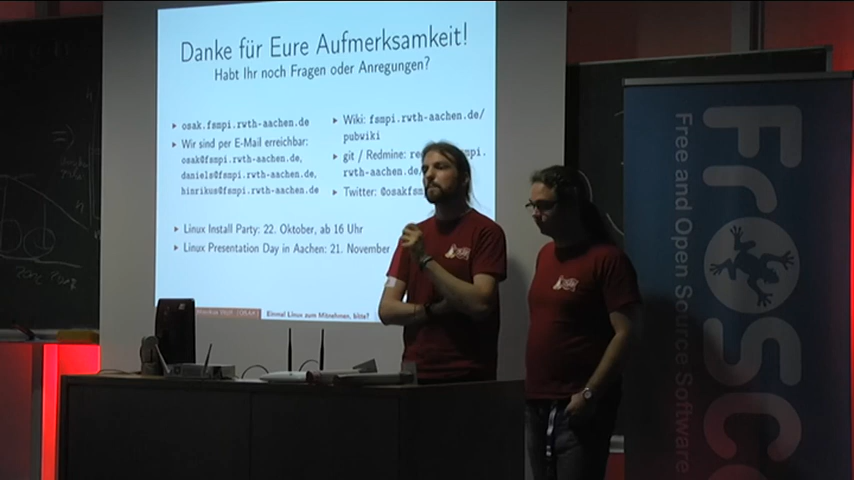 Danke für Eure Aufmerksamkeit!
Habt Ihr noch Fragen oder Anregungen?
osak.fsmpi.rwth-aachen.de
Wir sind per E-Mail erreichbar:
osak@fsmpi.rwth-aachen.de,
daniels@fsmpi.rwth-aachen.de,
hinrikus@fsmpi.rwth-aachen.de
Wiki: fsmpi.rwth-aachen.de/
pubwiki
git / Redmine:
rwth-aachen.de/
Twitter:
Linux Install Party: 22. Oktober, ab 16 Uhr
Linux Presentation Day in Aachen: 21. November
Einmal Linux zum Mitnehmen, bitte?
FrOSCo
Free and Open Source Software